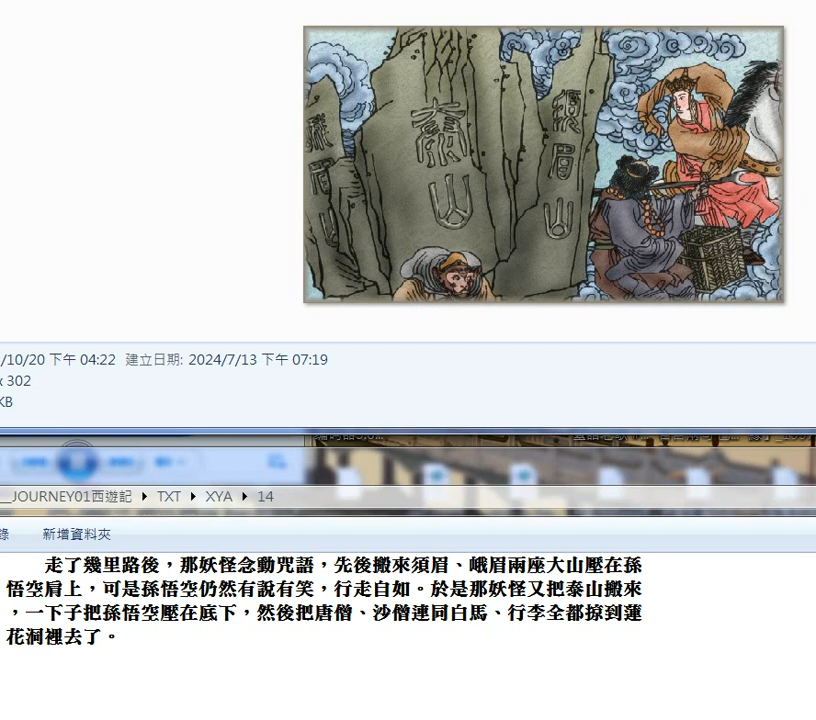 泰山
須眉山
/10/20 下午 04:22 建立日期: 2024/7/13 下午 07:19
x 302
KB
_JOURNEY01西遊記 ▸ TXT ▸ XYA ▸ 14
新增資料夾
走了幾里路後，那妖怪念動咒語，先後搬來須眉、峨眉兩座大山壓在孫
悟空肩上，可是孫悟空仍然有說有笑，行走自如。於是那妖怪又把泰山搬來
，一下子把孫悟空壓在底下，然後把唐僧、沙僧連同白馬、行李全都掠到蓮
花洞裡去了。